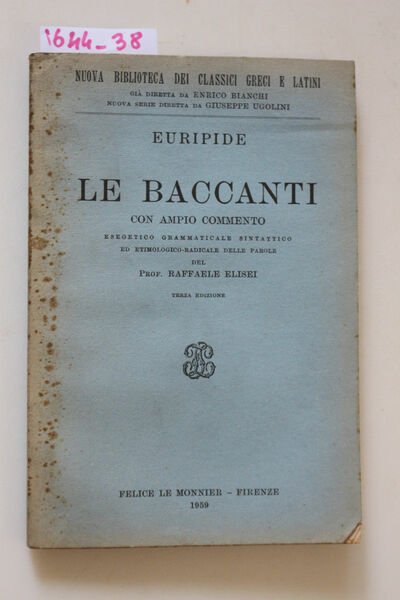 1644-38
NUOVA BIBLIOTECA DEI CLASSICI GRECI E LATINI
GIÀ DIRETTA DA ENRICO BIANCHI
NUOVA SERIE DIRETTA DA GIUSEPPE UGOLINI
EURIPIDE
LE BACCANTI
CON AMPIO COMMENTO
ESEGETICO GRAMMATICALE SINTATTICO
ED ETIMOLOGICO-RADICALE DELLE PAROLE
DEL
PROF. RAFFAELE ELISEI
TERZA EDIZIONE
FELICE LE MONNIER - FIRENZE
1959